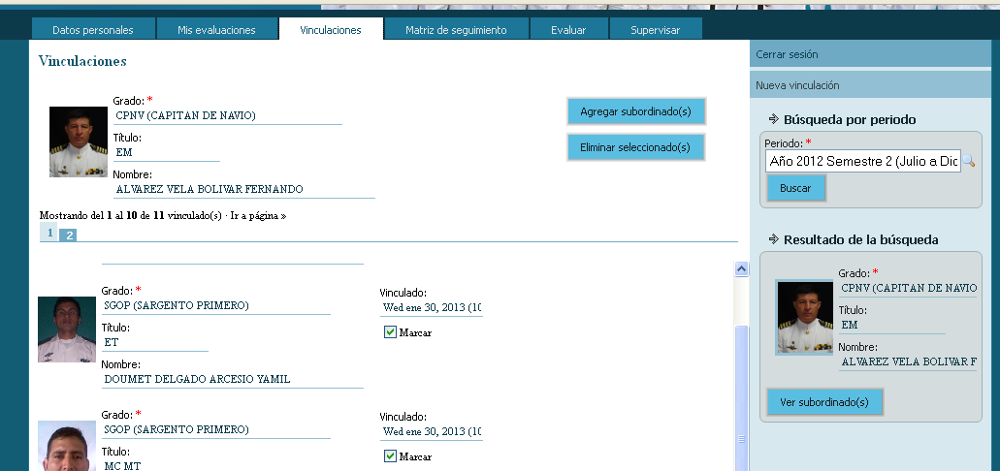 Datos personales
Mis evaluaciones
Vinculaciones
Matriz de seguimiento
Evaluar
Supervisar
Vinculaciones
Grado: *
CPNV (CAPITAN DE NAVIO)
Título:
EM
Nombre:
ALVAREZ VELA BOLIVAR FERNANDO
Agregar subordinado(s)
Eliminar seleccionado(s)
Mostrando del 1 al 10 de 11 vinculado(s) · Ir a página »
1 2
Grado: *
SGOP (SARGENTO PRIMERO)
Título:
ET
Nombre:
DOUMET DELGADO ARCESIO YAMIL
Vinculado:
Wed ene 30, 2013 (10
Marcar
Grado: *
SGOP (SARGENTO PRIMERO)
Título:
MC MT
Vinculado:
Wed ene 30, 2013 (10
Marcar
Cerrar sesión
Nueva vinculación
Búsqueda por periodo
Periodo: *
Año 2012 Semestre 2 (Julio a Dic
Buscar
Resultado de la búsqueda
Grado: *
CPNV (CAPITAN DE NAVIO
Título:
EM
Nombre:
ALVAREZ VELA BOLIVAR F
Ver subordinado(s)